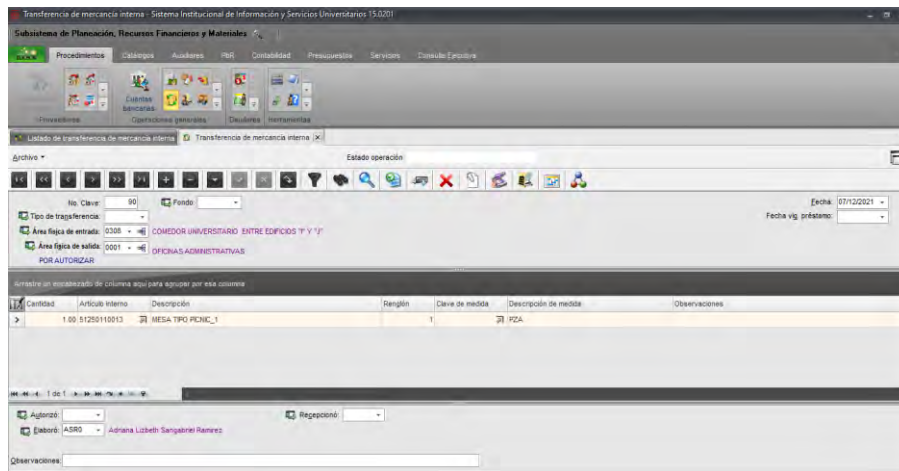 Transferencia de mercancía interna - Sistema Institucional de Información y Servicios Universitarios 15.0201
Subsistema de Planeación, Recursos Financieros y Materiales
Procedimientos Catálogos Auxiliares PbR Contabilidad Presupuestos Servicios Consulta Ejecutiva
Cuentas bancarias
Proveedores Operaciones generales Deudores Herramientas
Listado de transferencia de mercancía interna Transferencia de mercancía interna
Archivo Estado operación
No. Clave: 90 Fondo Fecha: 07/12/2021
Tipo de transferencia: Fecha vig. préstamo:
Área física de entrada: 0308 COMEDOR UNIVERSITARIO ENTRE EDIFICIOS "I" Y "J"
Área física de salida: 0001 OFICINAS ADMINISTRATIVAS
POR AUTORIZAR
Arrastre un encabezado de columna aquí para agrupar por esa columna
Cantidad Artículo Interno Descripción Renglón Clave de medida Descripción de medida Observaciones
1.00 51250110013 MESA TIPO PICNIC_1 1 PZA
1 de 1
Autorizó: Recepcionó:
Elaboró: ASR0 Adriana Lizbeth Sangabriel Ramirez
Observaciones: